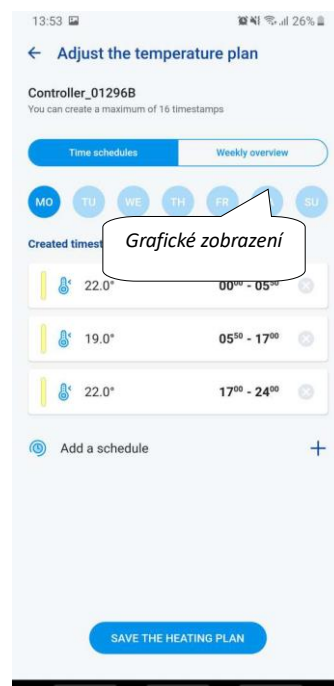 13:53 26%
← Adjust the temperature plan
Controller_01296B
You can create a maximum of 16 timestamps
Time schedules Weekly overview
MO TU WE TH FR SU
Created timest
Grafické zobrazení
22.0° 00⁰⁰ - 05⁵⁰
19.0° 05⁵⁰ - 17⁰⁰
22.0° 17⁰⁰ - 24⁰⁰
Add a schedule +
SAVE THE HEATING PLAN